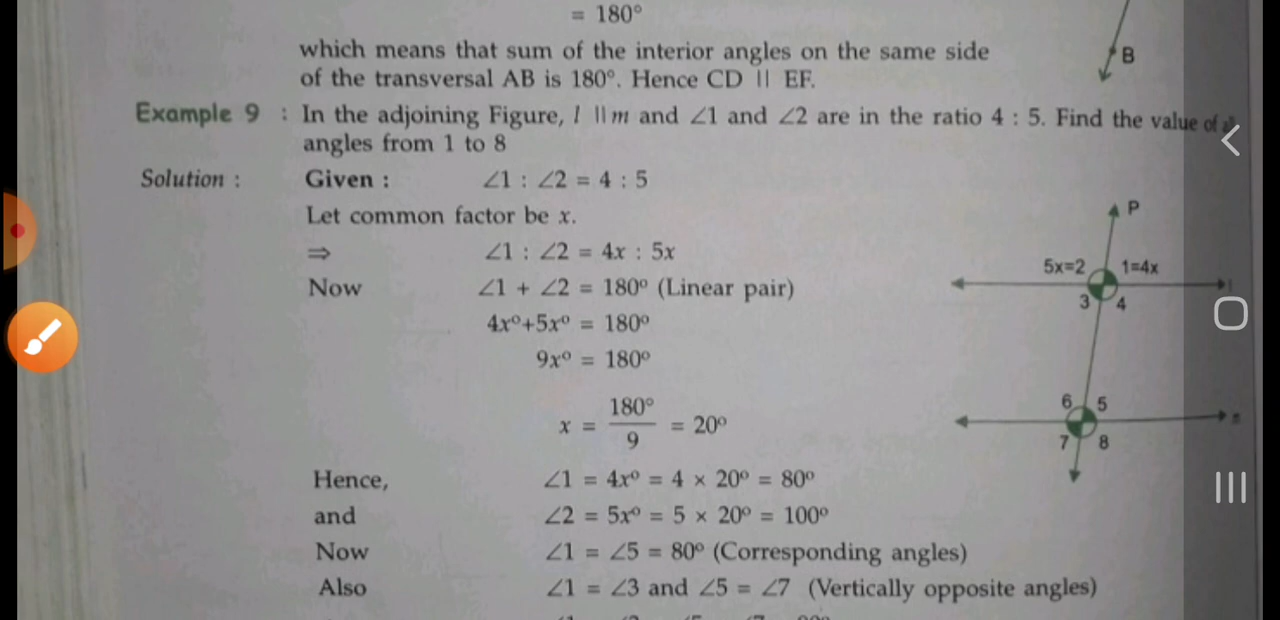 = 180°
which means that sum of the interior angles on the same side
of the transversal AB is 180°. Hence CD || EF.
B
Example 9 : In the adjoining Figure, l || m and ∠1 and ∠2 are in the ratio 4 : 5. Find the value of
angles from 1 to 8
Solution : Given : ∠1 : ∠2 = 4 : 5
Let common factor be x.
⇒ ∠1 : ∠2 = 4x : 5x
Now ∠1 + ∠2 = 180° (Linear pair)
4x°+5x° = 180°
9x° = 180°
x = 180°/9 = 20°
Hence, ∠1 = 4x° = 4 × 20° = 80°
and ∠2 = 5x° = 5 × 20° = 100°
Now ∠1 = ∠5 = 80° (Corresponding angles)
Also ∠1 = ∠3 and ∠5 = ∠7 (Vertically opposite angles)
P
5x=2 1=4x
l
3 4
6 5
7 8